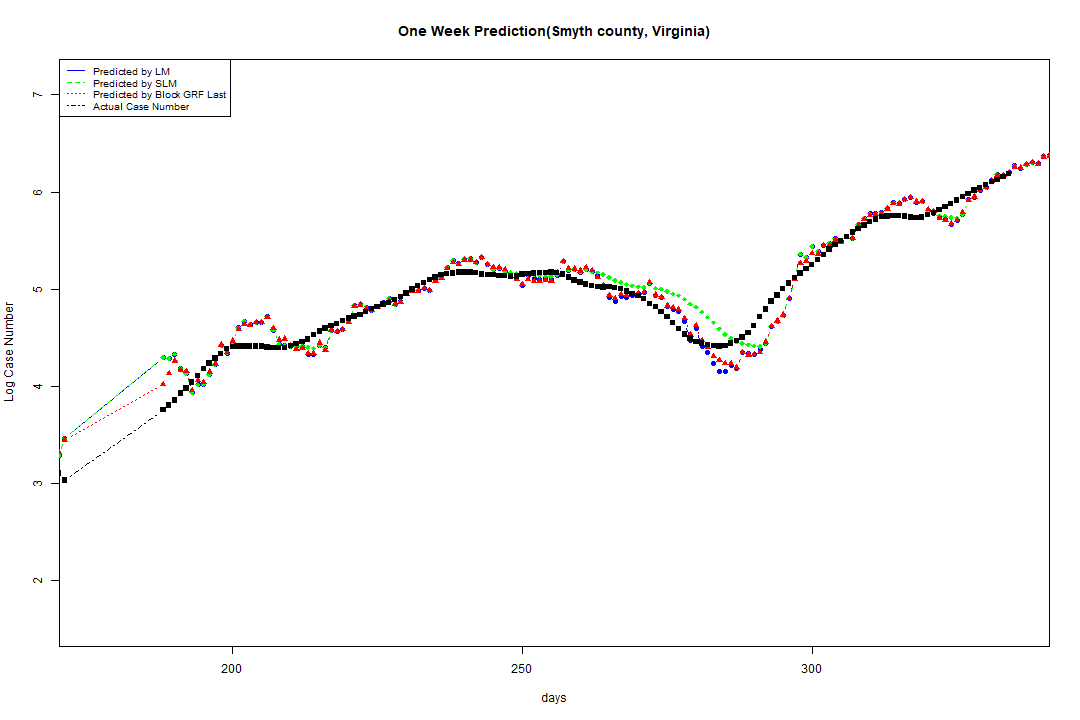 One Week Prediction(Smyth county, Virginia)
Predicted by LM
Predicted by SLM
Predicted by Block GRF Last
Actual Case Number
7
6
5
4
3
2
Log Case Number
200 250 300
days